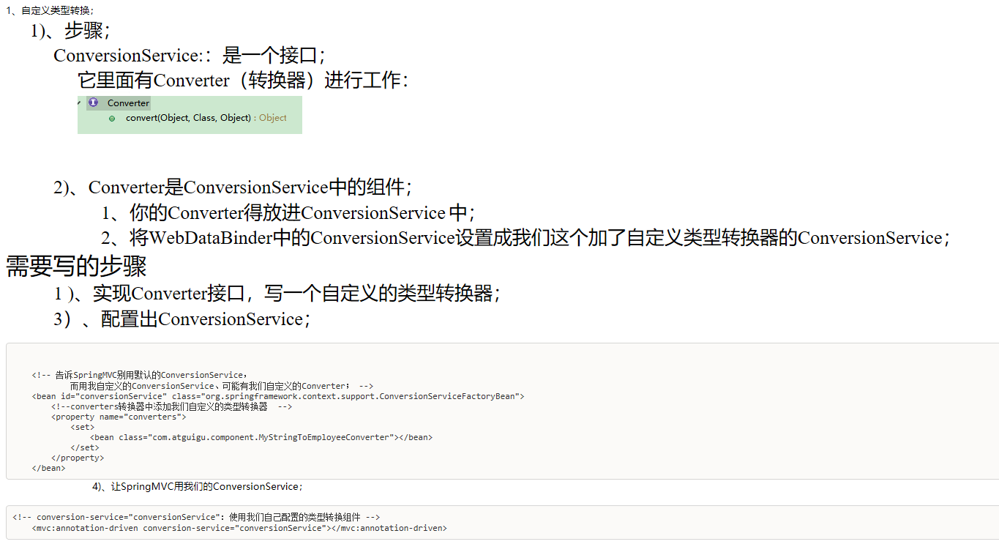 1、自定义类型转换；
1)、步骤；
ConversionService:：是一个接口；
它里面有Converter（转换器）进行工作：
Converter
convert(Object, Class, Object) : Object
2)、Converter是ConversionService中的组件；
1、你的Converter得放进ConversionService 中；
2、将WebDataBinder中的ConversionService设置成我们这个加了自定义类型转换器的ConversionService；
需要写的步骤
1 )、实现Converter接口，写一个自定义的类型转换器；
3）、配置出ConversionService；
<!-- 告诉SpringMVC别用默认的ConversionService，
而用我自定义的ConversionService、可能有我们自定义的Converter； -->
<bean id="conversionService" class="org.springframework.context.support.ConversionServiceFactoryBean">
<!--converters转换器中添加我们自定义的类型转换器  -->
<property name="converters">
<set>
<bean class="com.atguigu.component.MyStringToEmployeeConverter"></bean>
</set>
</property>
</bean>
4)、让SpringMVC用我们的ConversionService；
<!-- conversion-service="conversionService"：使用我们自己配置的类型转换组件 -->
<mvc:annotation-driven conversion-service="conversionService"></mvc:annotation-driven>